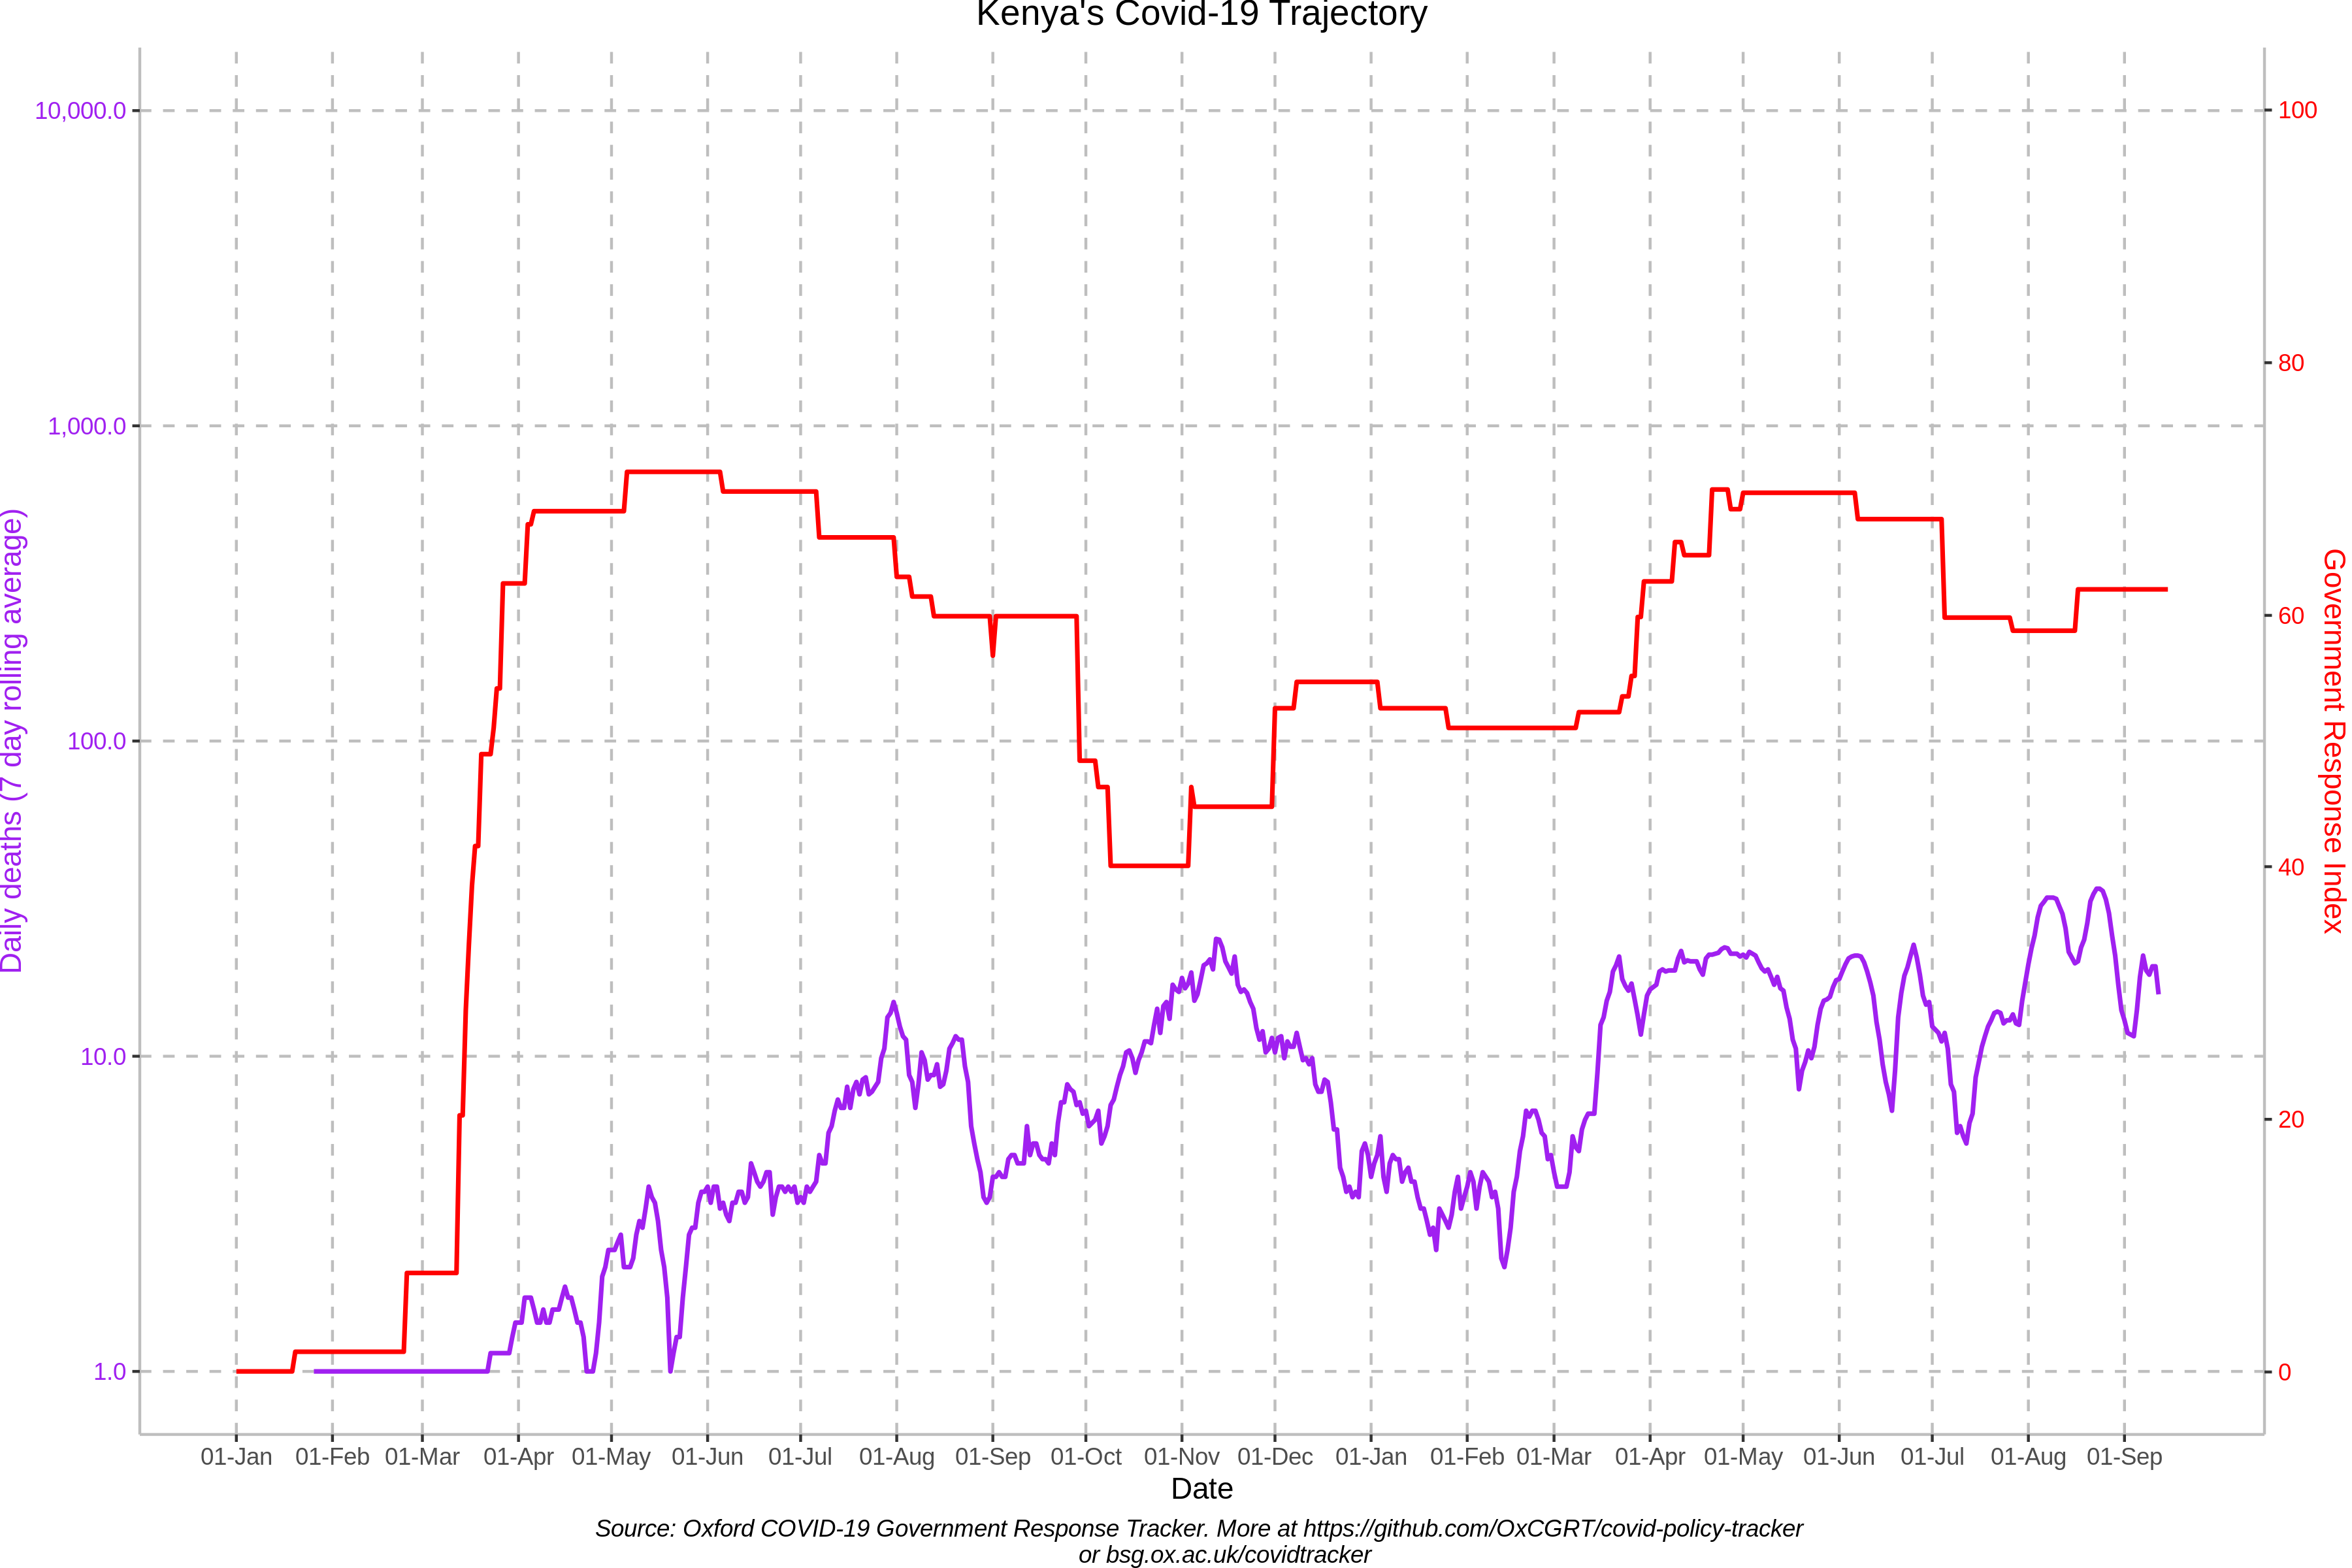 Kenya's Covid-19 Trajectory
10,000.0
1,000.0
100.0
10.0
1.0
Daily deaths (7 day rolling average)
100
80
60
40
20
0
Government Response Index
01-Jan 01-Feb 01-Mar 01-Apr 01-May 01-Jun 01-Jul 01-Aug 01-Sep 01-Oct 01-Nov 01-Dec 01-Jan 01-Feb 01-Mar 01-Apr 01-May 01-Jun 01-Jul 01-Aug 01-Sep
Date
Source: Oxford COVID-19 Government Response Tracker. More at https://github.com/OxCGRT/covid-policy-tracker
or bsg.ox.ac.uk/covidtracker